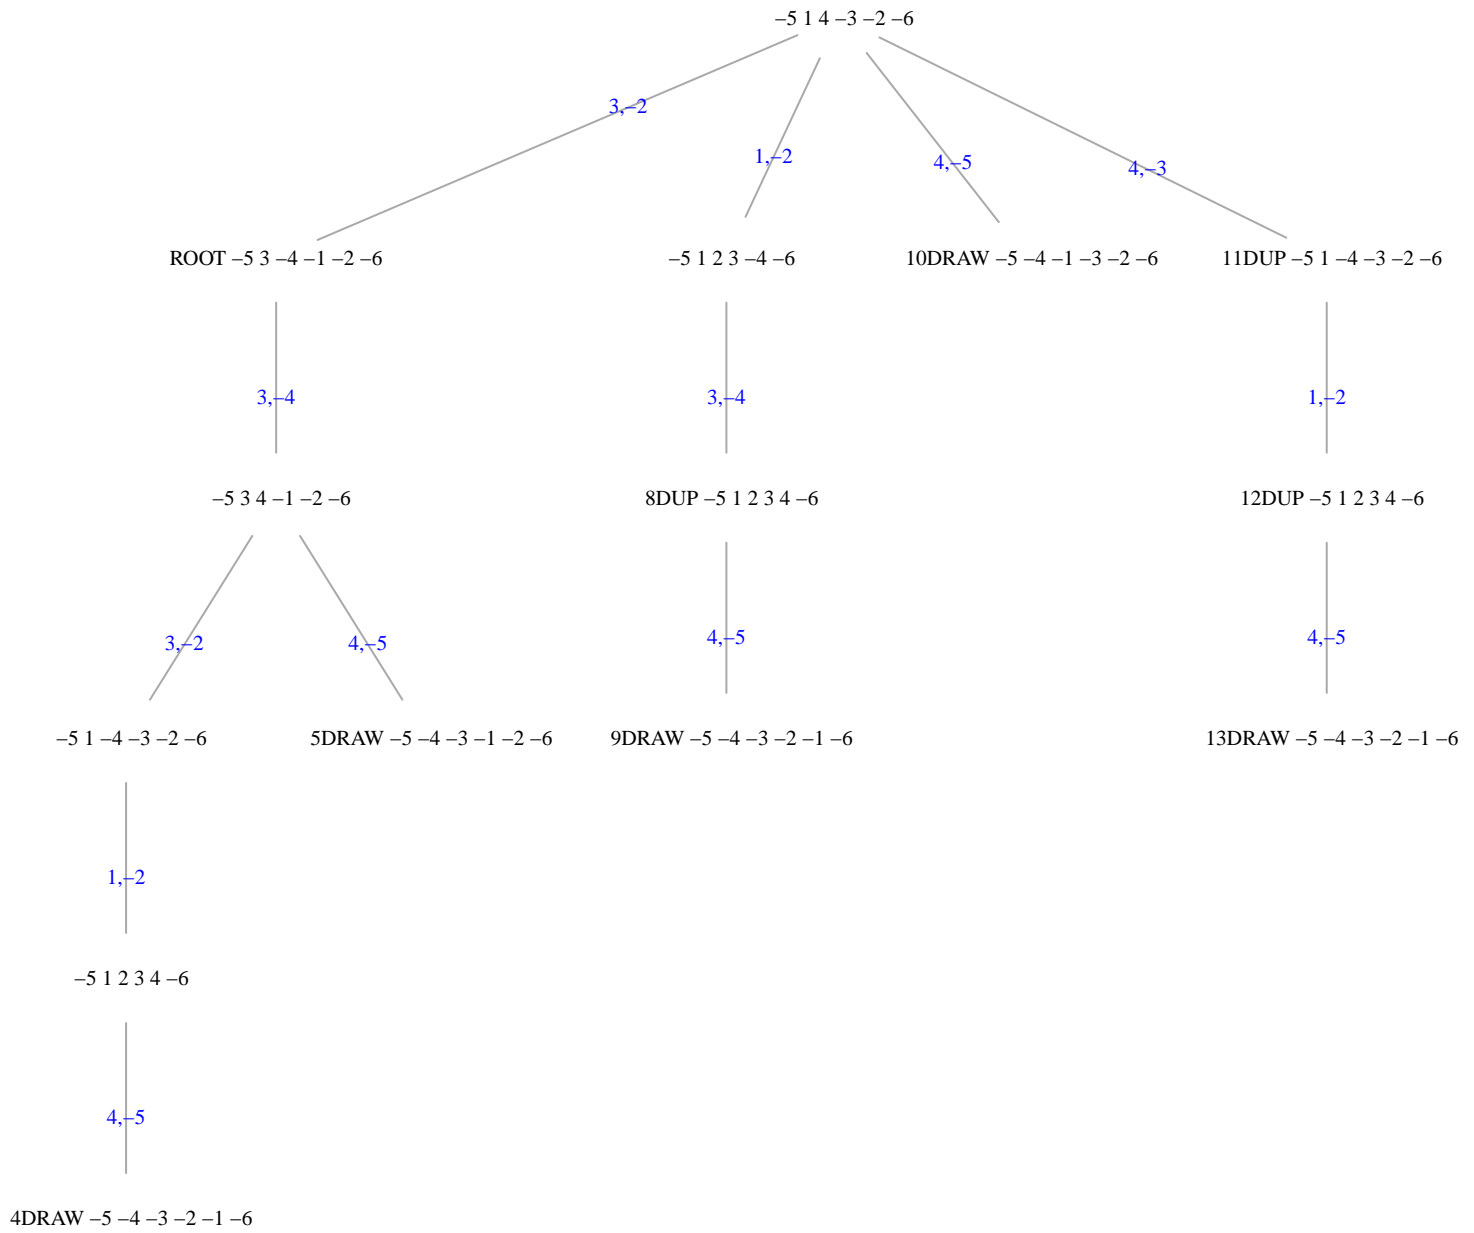 –5 1 4 –3 –2 –6
3,–2
1,–2
4,–5
4,–3
ROOT –5 3 –4 –1 –2 –6
–5 1 2 3 –4 –6
10DRAW –5 –4 –1 –3 –2 –6
11DUP –5 1 –4 –3 –2 –6
3,–4
3,–4
1,–2
–5 3 4 –1 –2 –6
8DUP –5 1 2 3 4 –6
12DUP –5 1 2 3 4 –6
3,–2
4,–5
4,–5
4,–5
–5 1 –4 –3 –2 –6
5DRAW –5 –4 –3 –1 –2 –6
9DRAW –5 –4 –3 –2 –1 –6
13DRAW –5 –4 –3 –2 –1 –6
1,–2
–5 1 2 3 4 –6
4,–5
4DRAW –5 –4 –3 –2 –1 –6